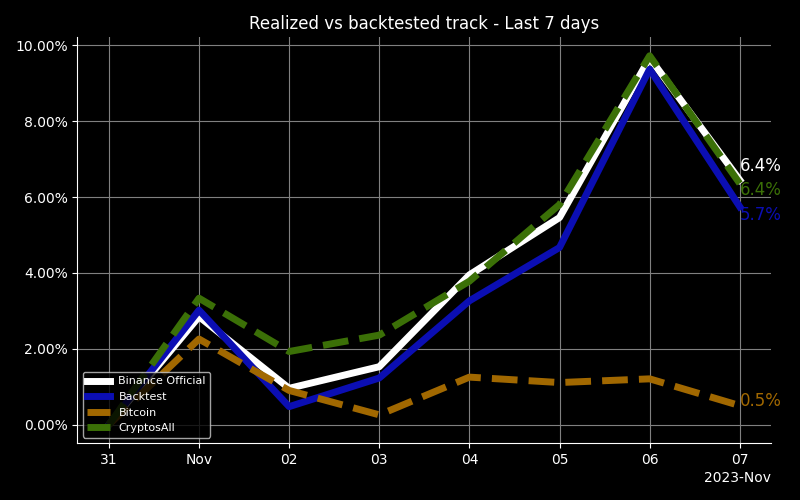 Realized vs backtested track - Last 7 days
10.00%
8.00%
6.00%
4.00%
2.00%
0.00%
6.4%
6.4%
5.7%
0.5%
Binance Official
Backtest
Bitcoin
CryptosAll
31 Nov 02 03 04 05 06 07
2023-Nov